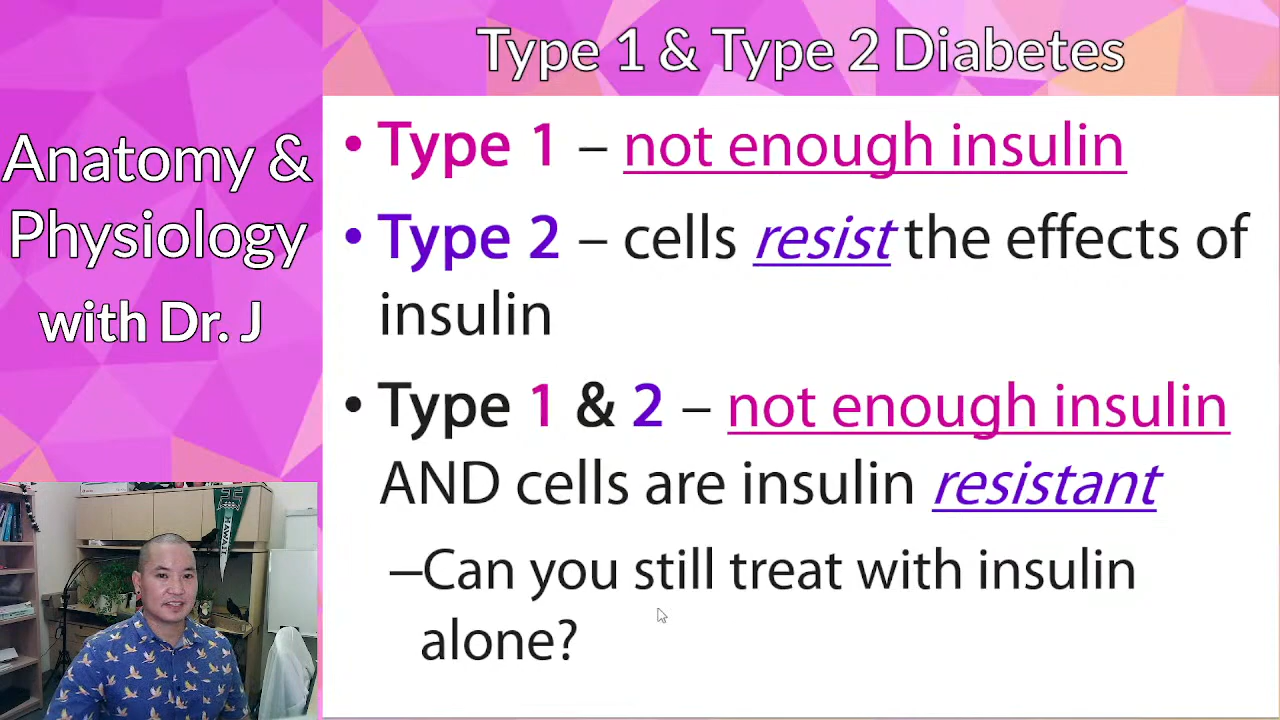 Type 1 & Type 2 Diabetes
Anatomy &
Physiology
with Dr. J
• Type 1 – not enough insulin
• Type 2 – cells resist the effects of
insulin
• Type 1 & 2 – not enough insulin
AND cells are insulin resistant
–Can you still treat with insulin
alone?
HAWAI